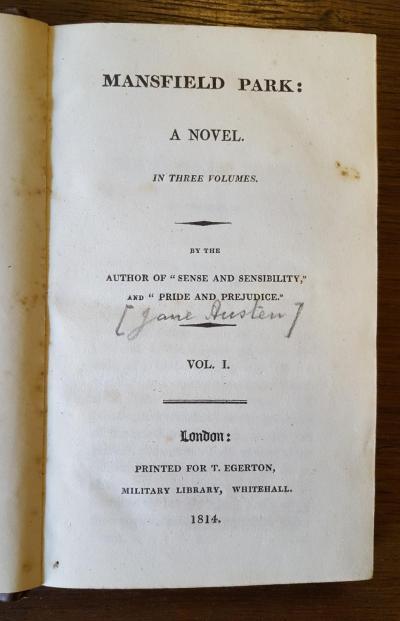 MANSFIELD PARK:
A NOVEL.
IN THREE VOLUMES.
BY THE
AUTHOR OF "SENSE AND SENSIBILITY,"
AND " PRIDE AND PREJUDICE."
[Jane Austen]
VOL. I.
London:
PRINTED FOR T. EGERTON,
MILITARY LIBRARY, WHITEHALL.
1814.